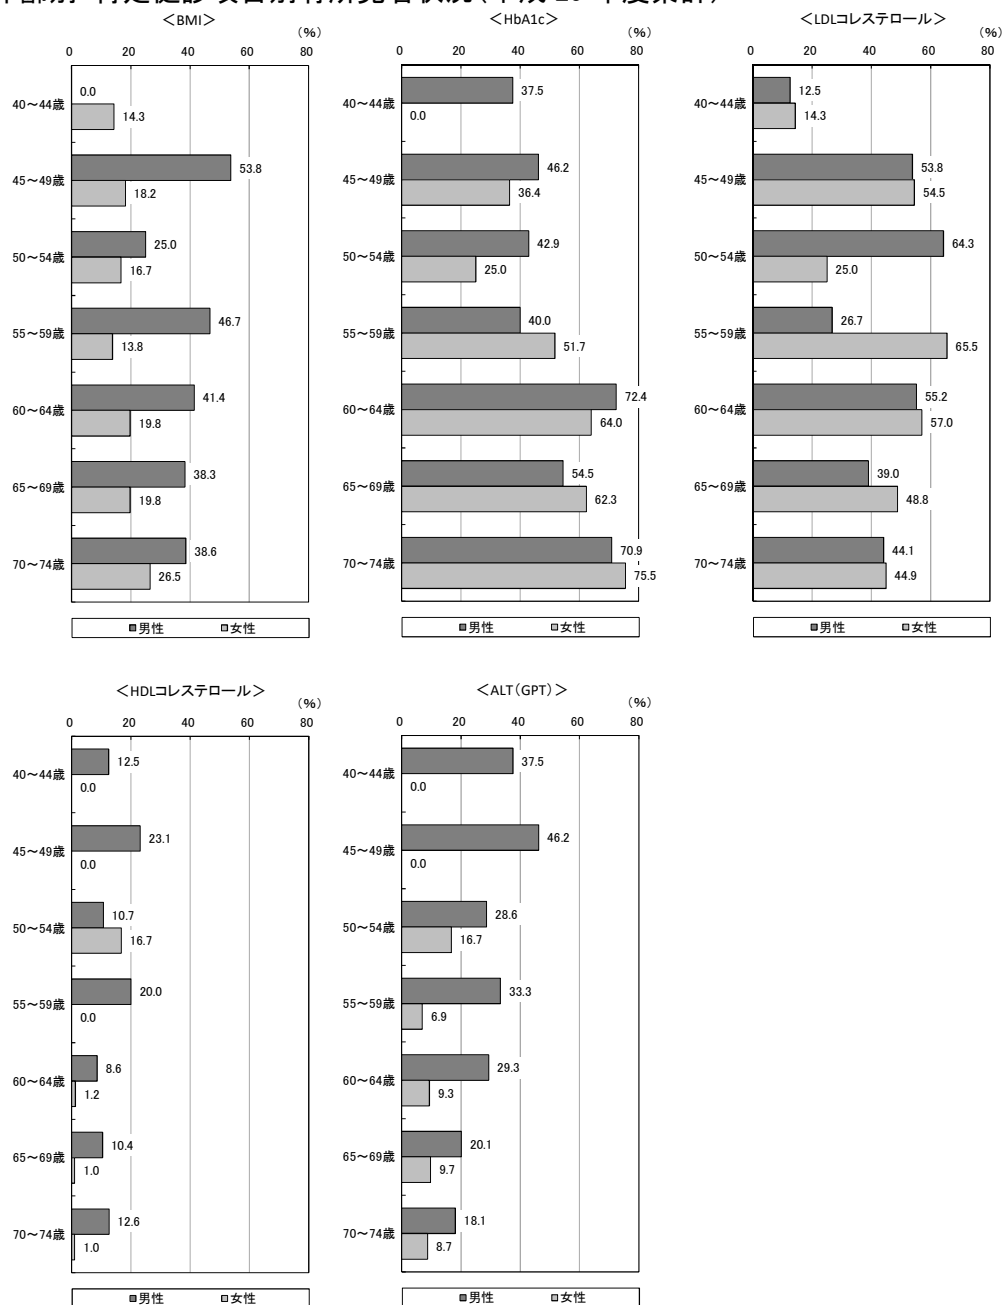 ＜BMI＞
(%)
0 20 40 60 80
40～44歳 0.0 14.3
45～49歳 53.8 18.2
50～54歳 25.0 16.7
55～59歳 46.7 13.8
60～64歳 41.4 19.8
65～69歳 38.3 19.8
70～74歳 38.6 26.5
■男性 □女性
＜HbA1c＞
(%)
0 20 40 60 80
40～44歳 37.5 0.0
45～49歳 46.2 36.4
50～54歳 42.9 25.0
55～59歳 40.0 51.7
60～64歳 72.4 64.0
65～69歳 54.5 62.3
70～74歳 70.9 75.5
■男性 □女性
＜LDLコレステロール＞
(%)
0 20 40 60 80
40～44歳 12.5 14.3
45～49歳 53.8 54.5
50～54歳 64.3 25.0
55～59歳 26.7 65.5
60～64歳 55.2 57.0
65～69歳 39.0 48.8
70～74歳 44.1 44.9
■男性 □女性
＜HDLコレステロール＞
(%)
0 20 40 60 80
40～44歳 12.5 0.0
45～49歳 23.1 0.0
50～54歳 10.7 16.7
55～59歳 20.0 0.0
60～64歳 8.6 1.2
65～69歳 10.4 1.0
70～74歳 12.6 1.0
■男性 □女性
＜ALT(GPT)＞
(%)
0 20 40 60 80
40～44歳 37.5 0.0
45～49歳 46.2 0.0
50～54歳 28.6 16.7
55～59歳 33.3 6.9
60～64歳 29.3 9.3
65～69歳 20.1 9.7
70～74歳 18.1 8.7
■男性 □女性